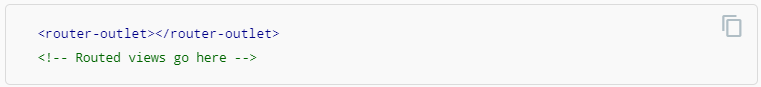 <router-outlet></router-outlet>
<!-- Routed views go here -->